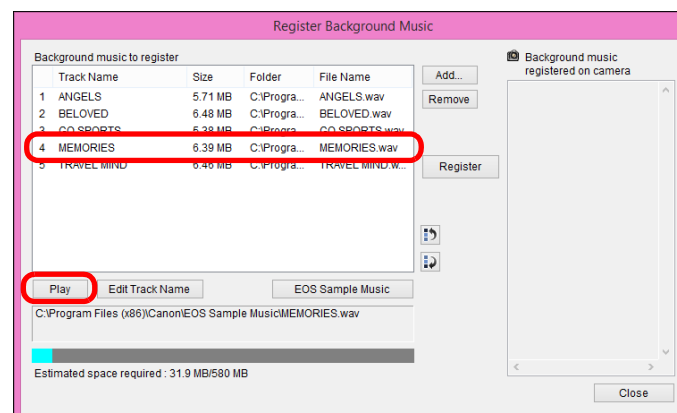 Register Background Music
Background music to register
Background music
registered on camera
Track Name Size Folder File Name
Add...
1 ANGELS 5.71 MB C:\Progra... ANGELS.wav
Remove
2 BELOVED 6.48 MB C:\Progra... BELOVED.wav
3 GO SPORTS 5.38 MB C:\Progra... GO SPORTS.wav
4 MEMORIES 6.39 MB C:\Progra... MEMORIES.wav
5 TRAVEL MIND 6.46 MB C:\Progra... TRAVEL MIND.w...
Register
Play Edit Track Name EOS Sample Music
C:\Program Files (x86)\Canon\EOS Sample Music\MEMORIES.wav
Estimated space required : 31.9 MB/580 MB
Close